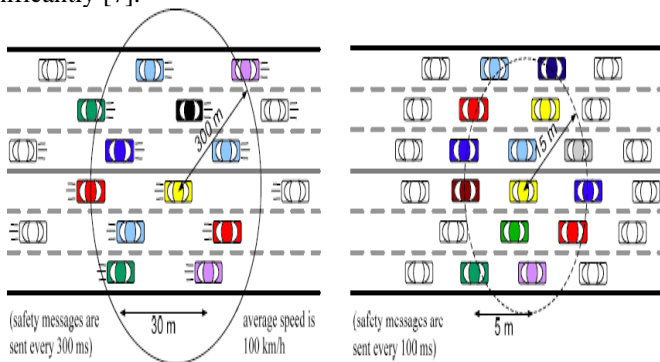 nificantly [7].
300 m
15 m
(safety messages are
sent every 300 ms)
30 m
average speed is
100 km/h
(safety messages are
sent every 100 ms)
5 m